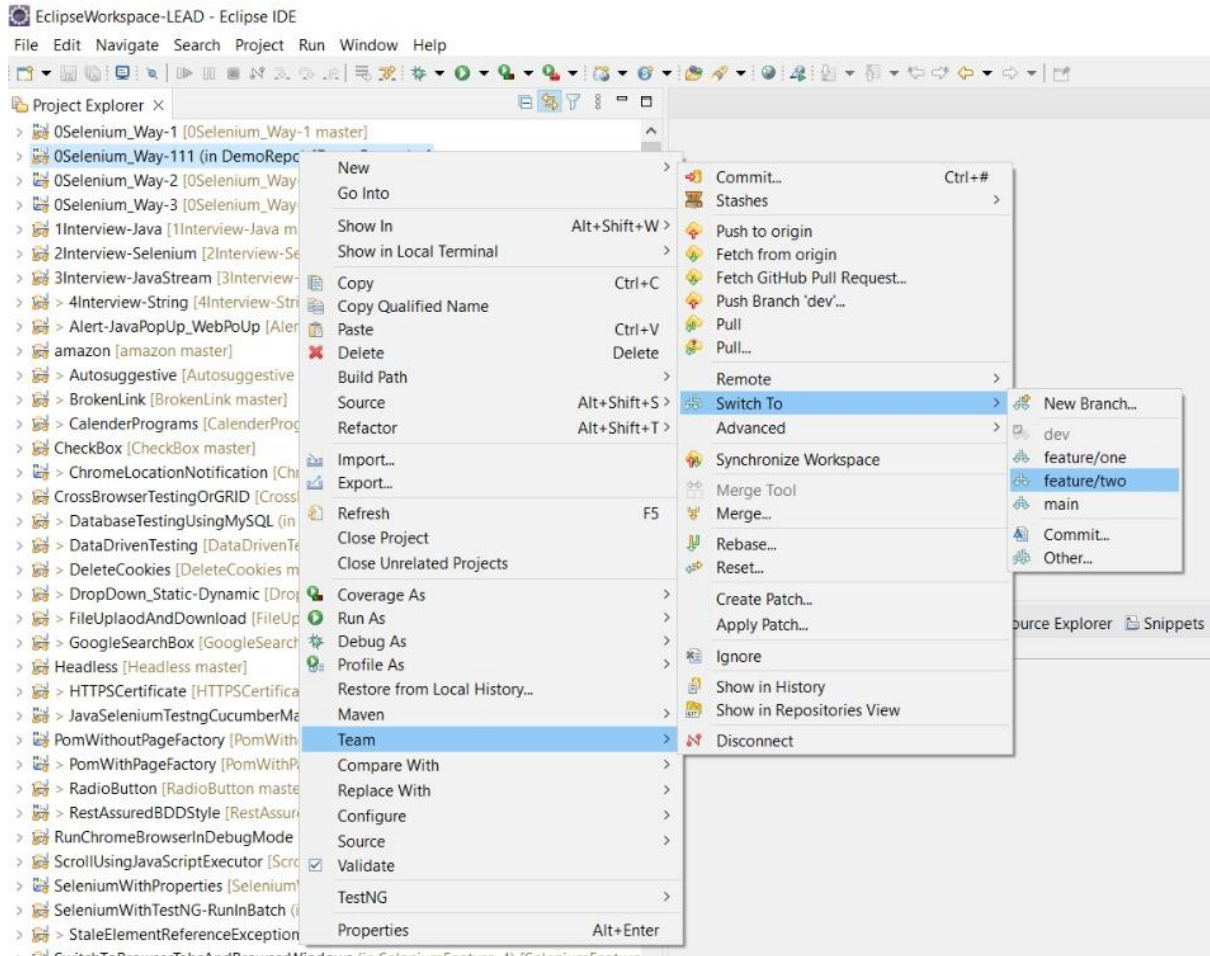 EclipseWorkspace-LEAD - Eclipse IDE
File Edit Navigate Search Project Run Window Help
Project Explorer
0Selenium_Way-1 [0Selenium_Way-1 master]
0Selenium_Way-111 (in DemoRepo
0Selenium_Way-2 [0Selenium_Way
0Selenium_Way-3 [0Selenium_Way
1Interview-Java [1Interview-Java m
2Interview-Selenium [2Interview-Se
3Interview-JavaStream [3Interview-
> 4Interview-String [4Interview-Stri
> Alert-JavaPopUp_WebPoUp [Aler
amazon [amazon master]
> Autosuggestive [Autosuggestive
> BrokenLink [BrokenLink master]
> CalenderPrograms [CalenderProg
CheckBox [CheckBox master]
> ChromeLocationNotification [Chr
CrossBrowserTestingOrGRID [Cross
> DatabaseTestingUsingMySQL (in
> DataDrivenTesting [DataDrivenTe
> DeleteCookies [DeleteCookies m
> DropDown_Static-Dynamic [Drop
> FileUplaodAndDownload [FileUp
> GoogleSearchBox [GoogleSearch
Headless [Headless master]
> HTTPSCertificate [HTTPSCertifica
> JavaSeleniumTestngCucumberMa
PomWithoutPageFactory [PomWith
> PomWithPageFactory [PomWithPa
> RadioButton [RadioButton maste
> RestAssuredBDDStyle [RestAssure
RunChromeBrowserInDebugMode
ScrollUsingJavaScriptExecutor [Scro
SeleniumWithProperties [Selenium
SeleniumWithTestNG-RunInBatch (i
> StaleElementReferenceException
New
Go Into
Show In Alt+Shift+W >
Show in Local Terminal
Copy Ctrl+C
Copy Qualified Name
Paste Ctrl+V
Delete Delete
Build Path
Source Alt+Shift+S >
Refactor Alt+Shift+T >
Import...
Export...
Refresh F5
Close Project
Close Unrelated Projects
Coverage As
Run As
Debug As
Profile As
Restore from Local History...
Maven
Team
Compare With
Replace With
Configure
Source
Validate
TestNG
Properties Alt+Enter
Commit... Ctrl+#
Stashes
Push to origin
Fetch from origin
Fetch GitHub Pull Request...
Push Branch 'dev'...
Pull
Pull...
Remote
Switch To
Advanced
Synchronize Workspace
Merge Tool
Merge...
Rebase...
Reset...
Create Patch...
Apply Patch...
Ignore
Show in History
Show in Repositories View
Disconnect
New Branch...
dev
feature/one
feature/two
main
Commit...
Other...
ource Explorer Snippets